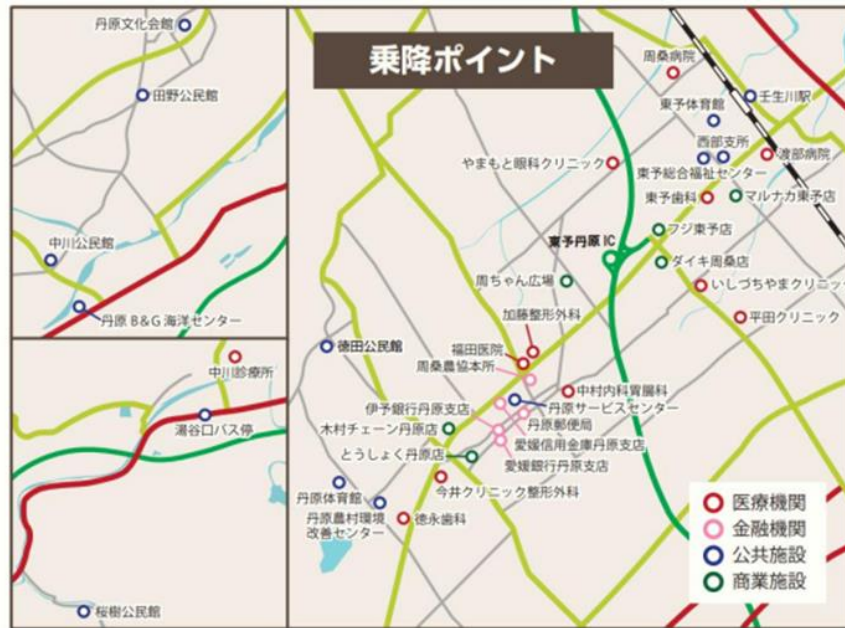 乗降ポイント
丹原文化会館
田野公民館
中川公民館
丹原 B&G 海洋センター
中川診療所
湯谷口バス停
桜樹公民館
周桑病院
壬生川駅
東予体育館
西部支所
渡部病院
やまもと眼科クリニック
東予総合福祉センター
東予歯科
マルナカ東予店
フジ東予店
東予丹原 IC
ダイキ周桑店
周ちゃん広場
いしづちやまクリニック
加藤整形外科
平田クリニック
徳田公民館
福田医院
周桑農協本所
中村内科胃腸科
伊予銀行丹原支店
丹原サービスセンター
木村チェーン丹原店
丹原郵便局
愛媛信用金庫丹原支店
とうしょく丹原店
愛媛銀行丹原支店
今井クリニック整形外科
丹原体育館
丹原農村環境
改善センター
徳永歯科
医療機関
金融機関
公共施設
商業施設